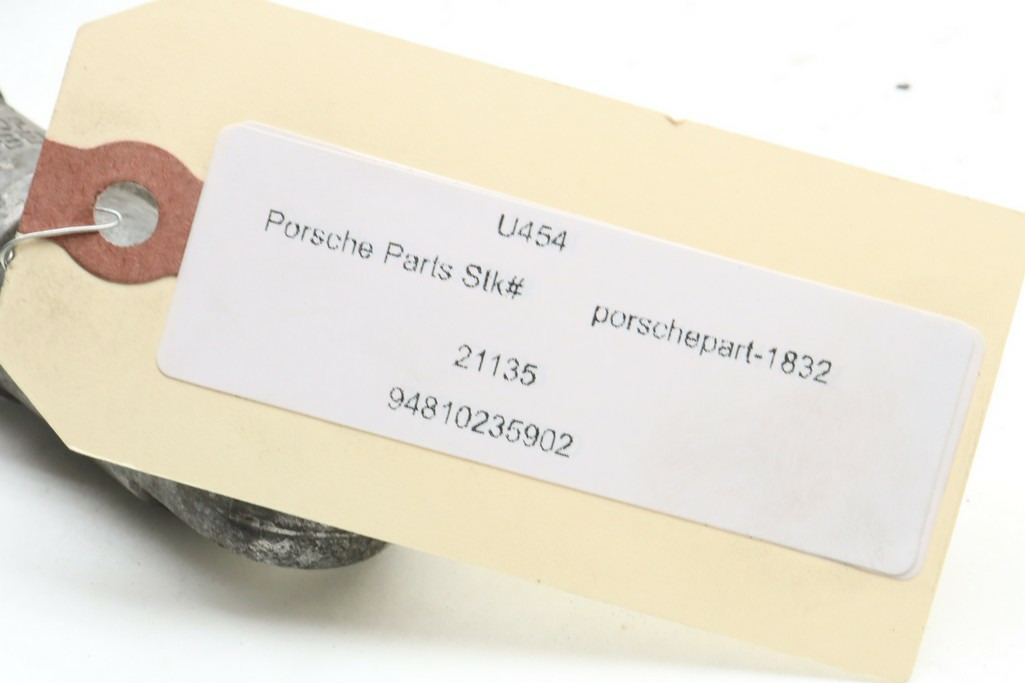 U454
Porsche Parts Stk#
porschepart-1832
21135
94810235902